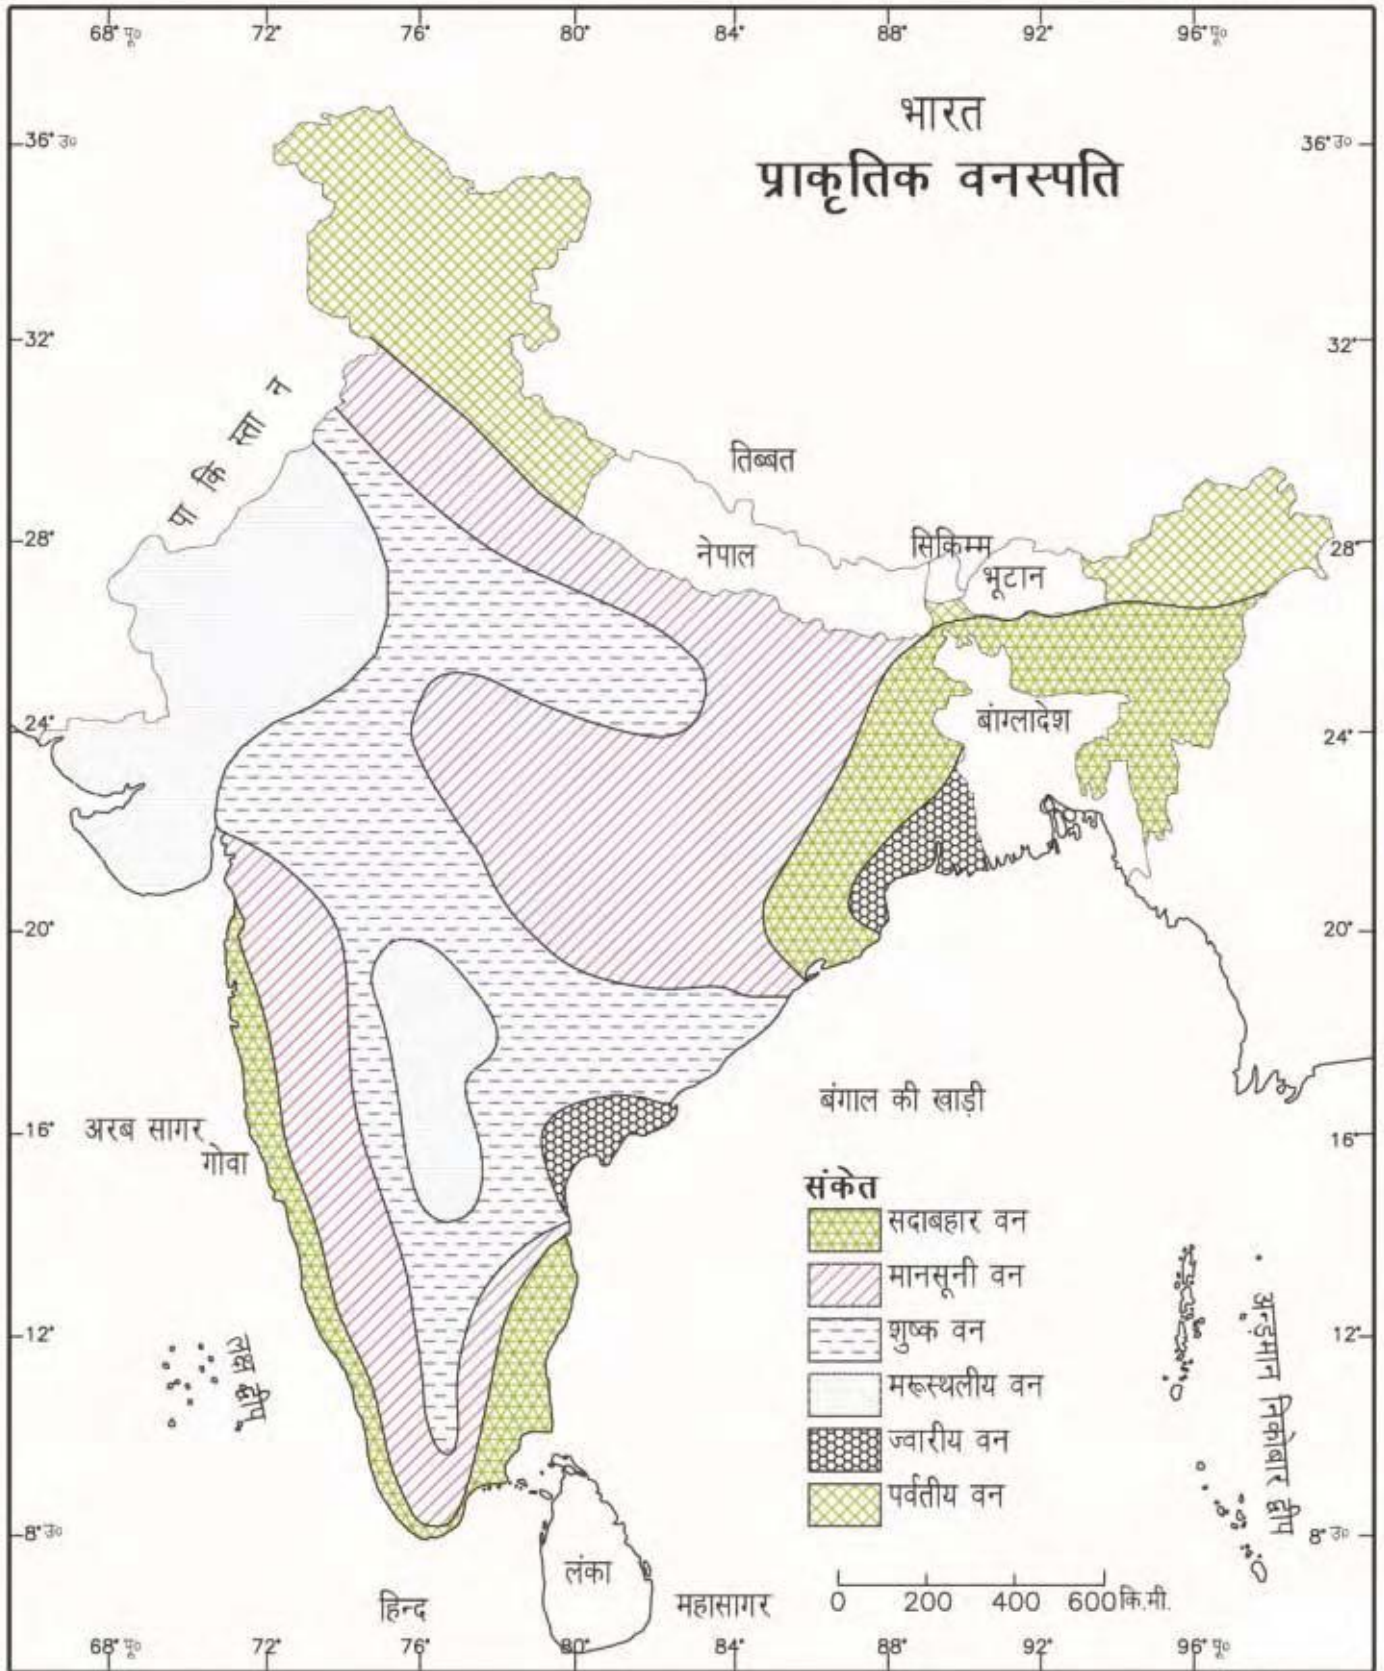 68° पू०
72°
76°
80°
84°
88°
92°
96° पू०
भारत
प्राकृतिक वनस्पति
36° उ०
36° उ०
32°
32°
पाकिस्तान
तिब्बत
28°
नेपाल
सिकिम्म
भूटान
28°
24°
बांग्लादेश
24°
20°
20°
बंगाल की खाड़ी
16°
अरब सागर
गोवा
16°
संकेत
सदाबहार वन
मानसूनी वन
शुष्क वन
मरूस्थलीय वन
ज्वारीय वन
पर्वतीय वन
12°
लक्ष द्वीप
12°
अन्डमान निकोबार द्वीप
8° उ०
8° उ०
लंका
हिन्द
महासागर
0 200 400 600 कि.मी.
68° पू०
72°
76°
80°
84°
88°
92°
96° पू०